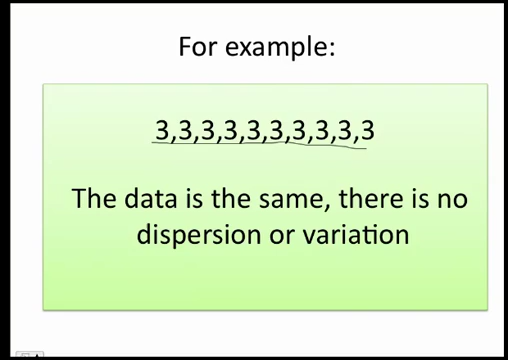 For example:
3,3,3,3,3,3,3,3,3,3
The data is the same, there is no
dispersion or variation